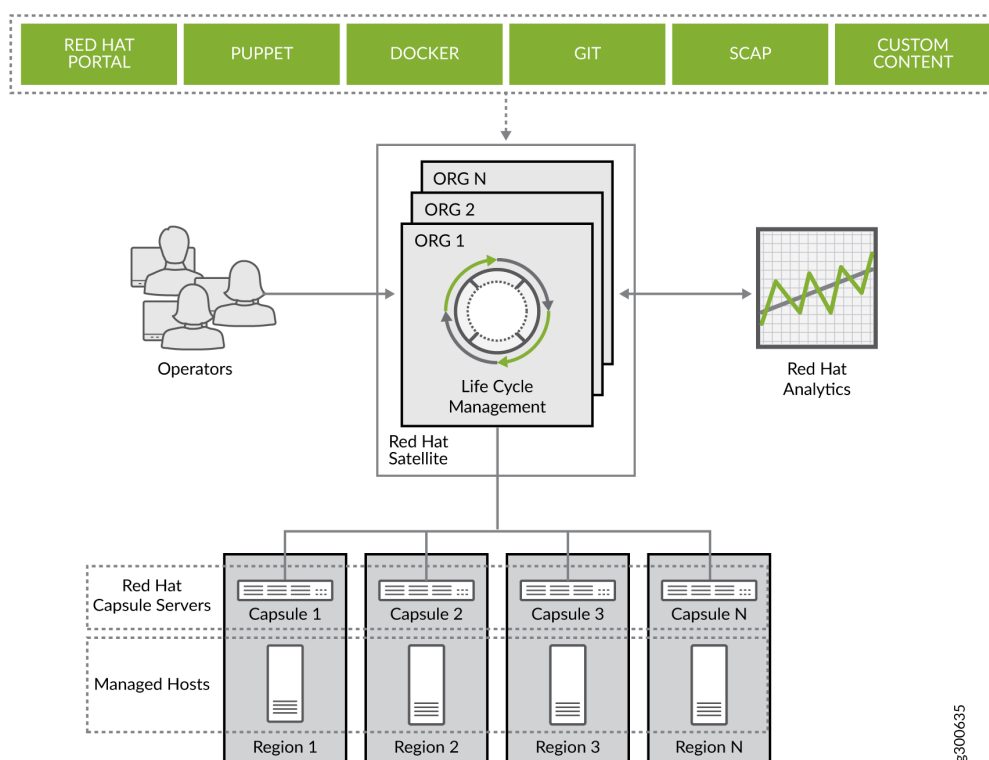 RED HAT
PORTAL
PUPPET
DOCKER
GIT
SCAP
CUSTOM
CONTENT
ORG N
ORG 2
ORG 1
Life Cycle
Management
Red Hat
Satellite
Operators
Red Hat
Analytics
Red Hat
Capsule Servers
Capsule 1
Capsule 2
Capsule 3
Capsule N
Managed Hosts
Region 1
Region 2
Region 3
Region N
g300635